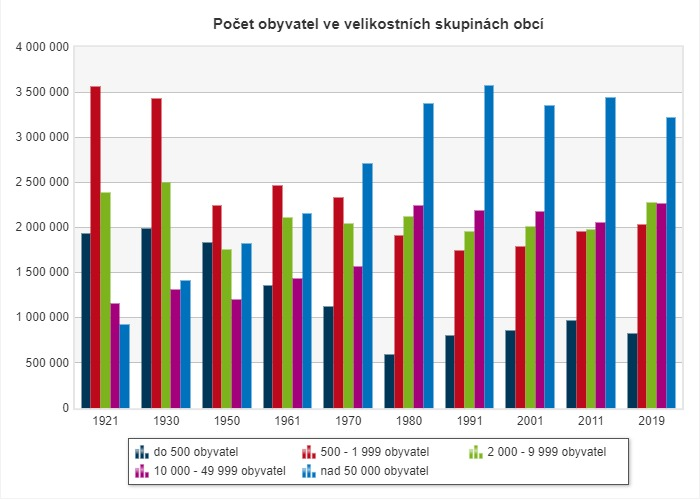 Počet obyvatel ve velikostních skupinách obcí
4 000 000
3 500 000
3 000 000
2 500 000
2 000 000
1 500 000
1 000 000
500 000
0
1921 1930 1950 1961 1970 1980 1991 2001 2011 2019
do 500 obyvatel 500 - 1 999 obyvatel 2 000 - 9 999 obyvatel
10 000 - 49 999 obyvatel nad 50 000 obyvatel